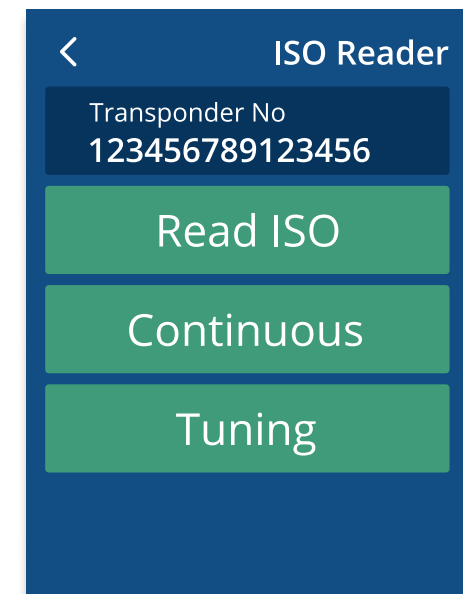 ISO Reader
Transponder No
123456789123456
Read ISO
Continuous
Tuning